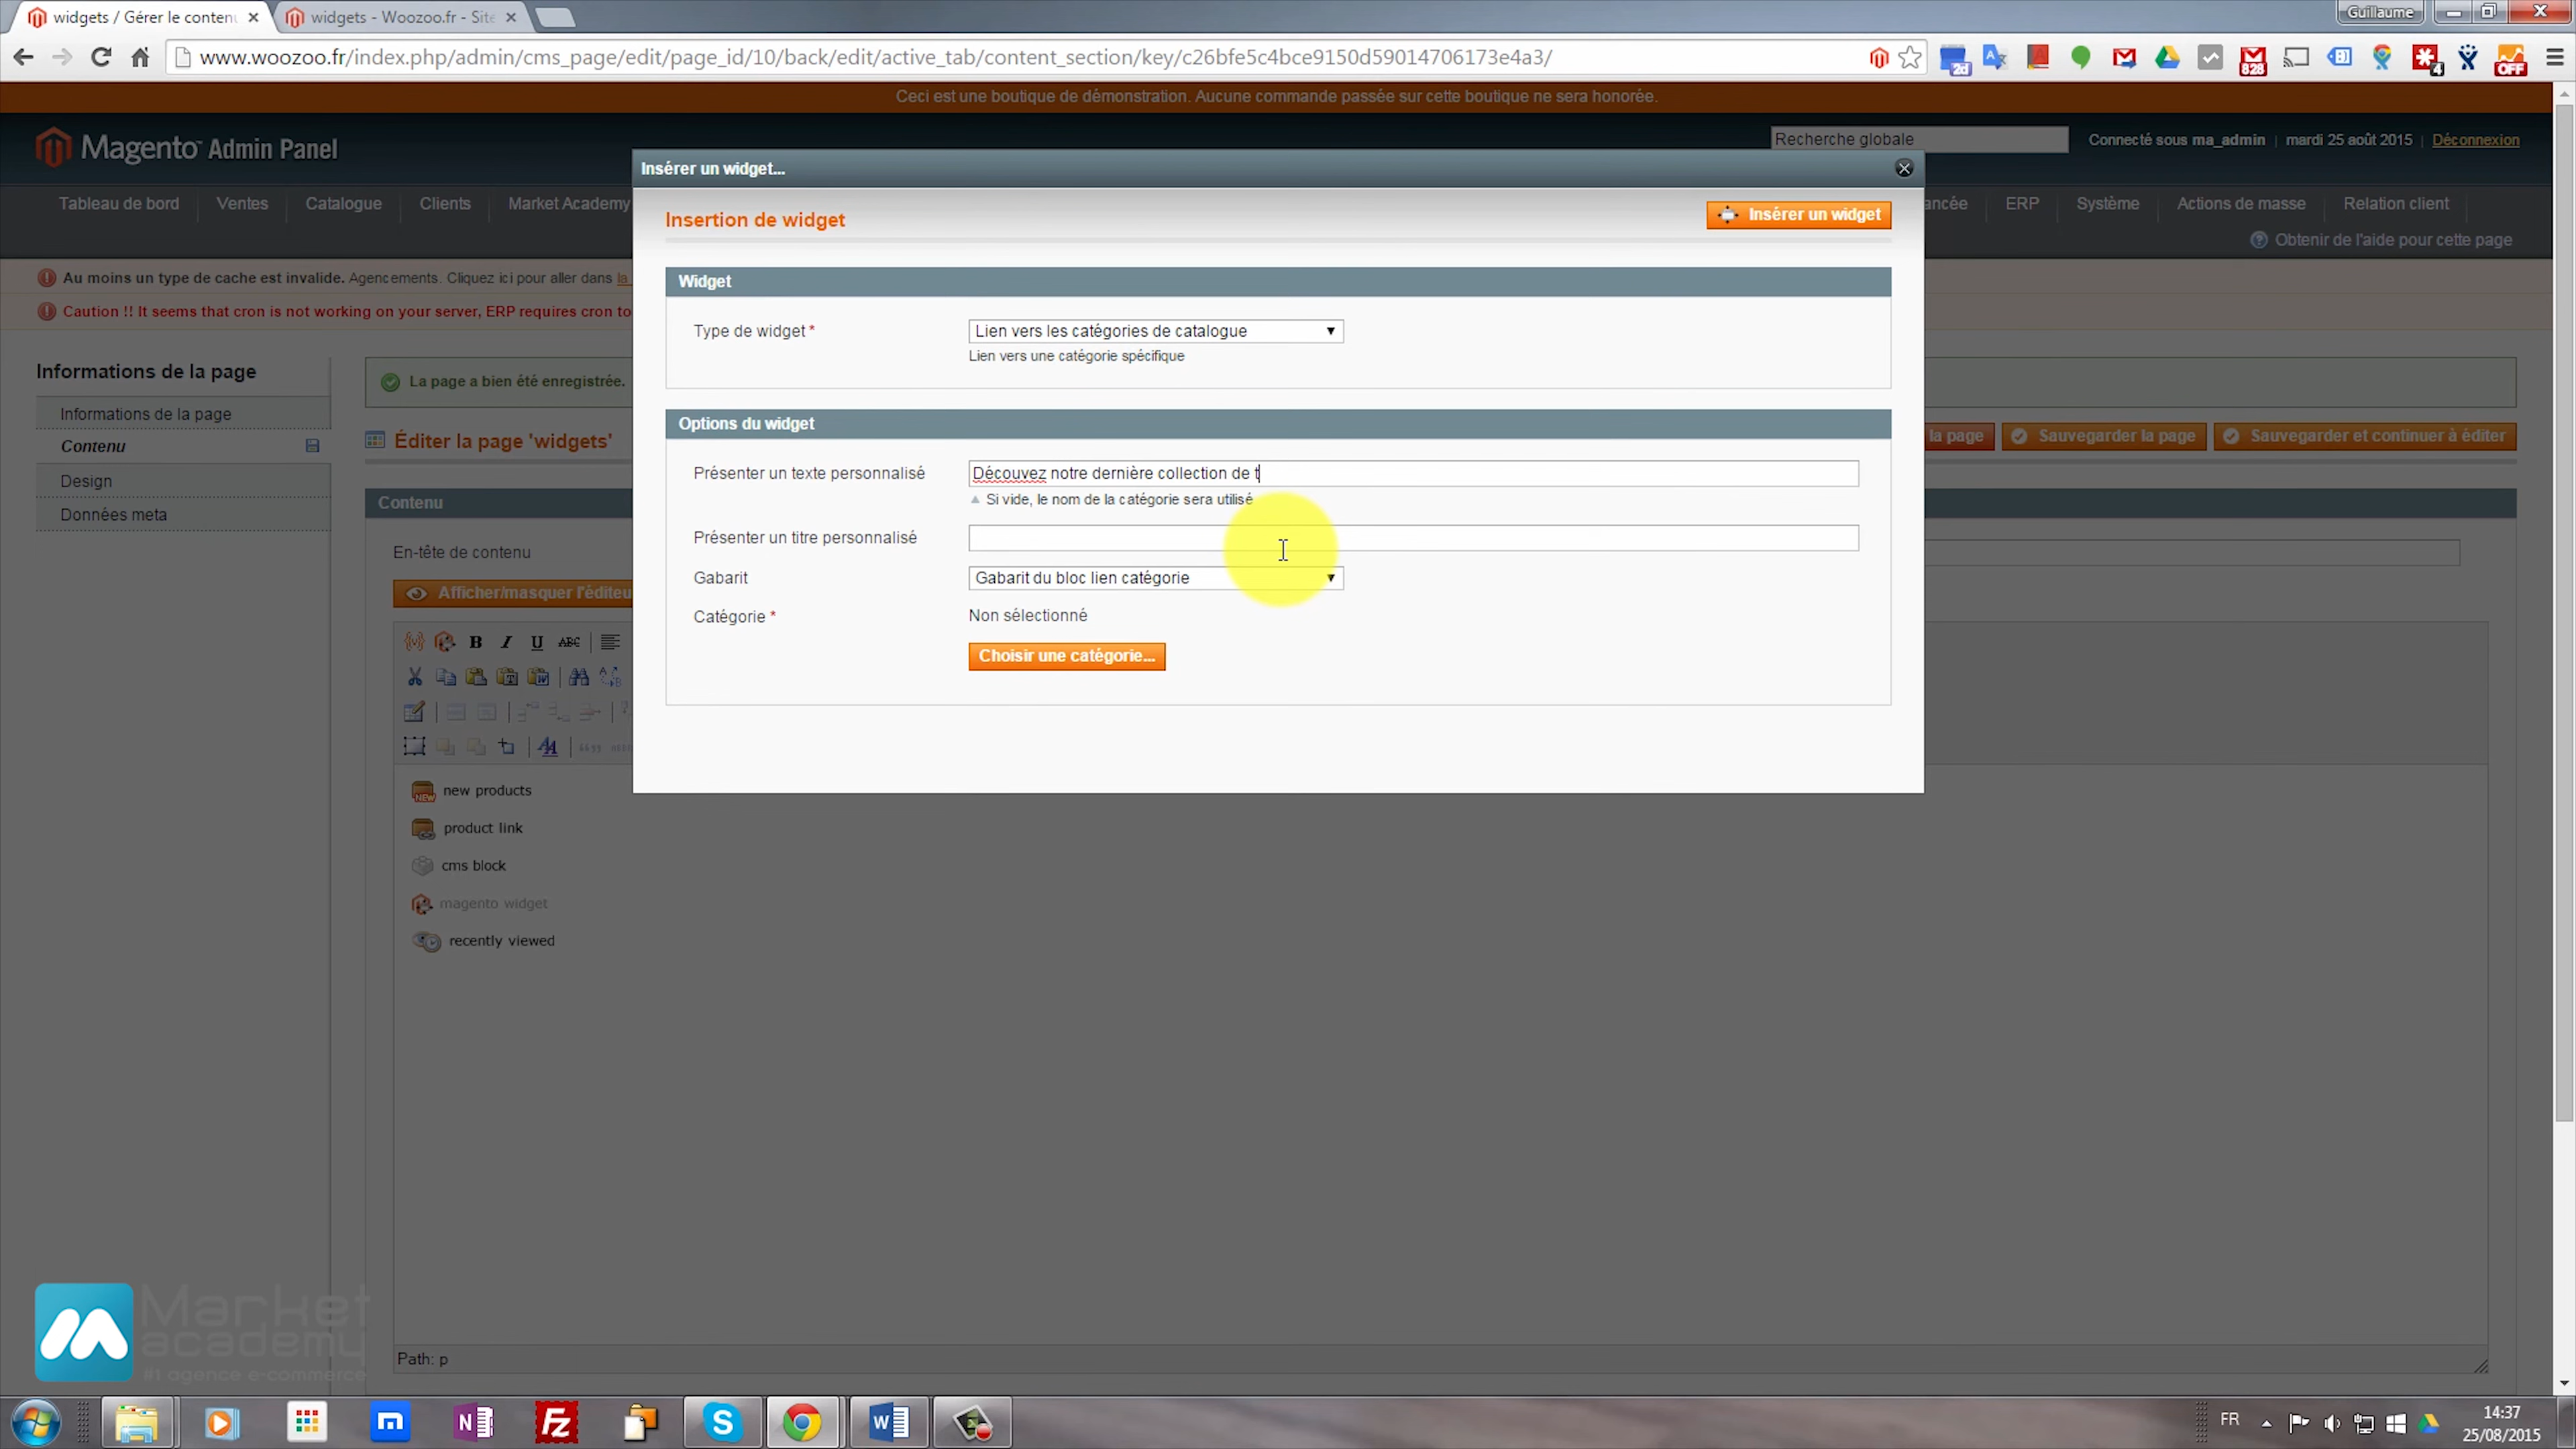 widgets / Gérer le contenu
widgets - Woozoo.fr - Site
Guillaume
www.woozoo.fr/index.php/admin/cms_page/edit/page_id/10/back/edit/active_tab/content_section/key/c26bfe5c4bce9150d59014706173e4a3/
2d
828
4
OFF
Ceci est une boutique de démonstration. Aucune commande passée sur cette boutique ne sera honorée.
Magento Admin Panel
Recherche globale
Connecté sous ma_admin | mardi 25 août 2015 | Déconnexion
Tableau de bord
Ventes
Catalogue
Clients
Market Academy
ancée
ERP
Système
Actions de masse
Relation client
Obtenir de l'aide pour cette page
Au moins un type de cache est invalide. Agencements. Cliquez ici pour aller dans la
Caution !! It seems that cron is not working on your server, ERP requires cron to
Insérer un widget...
Insertion de widget
Insérer un widget
Widget
Type de widget *
Lien vers les catégories de catalogue
Lien vers une catégorie spécifique
Options du widget
Présenter un texte personnalisé
Découvez notre dernière collection de t
Si vide, le nom de la catégorie sera utilisé
Présenter un titre personnalisé
Gabarit
Gabarit du bloc lien catégorie
Catégorie *
Non sélectionné
Choisir une catégorie...
Informations de la page
Informations de la page
Contenu
Design
Données meta
La page a bien été enregistrée.
Éditer la page 'widgets'
la page
Sauvegarder la page
Sauvegarder et continuer à éditer
Contenu
En-tête de contenu
Afficher/masquer l'éditeu
B I U ABC
NEW new products
product link
cms block
magento widget
recently viewed
Path: p
Market
academy
#1 agence e-commerce
FR
14:37
25/08/2015